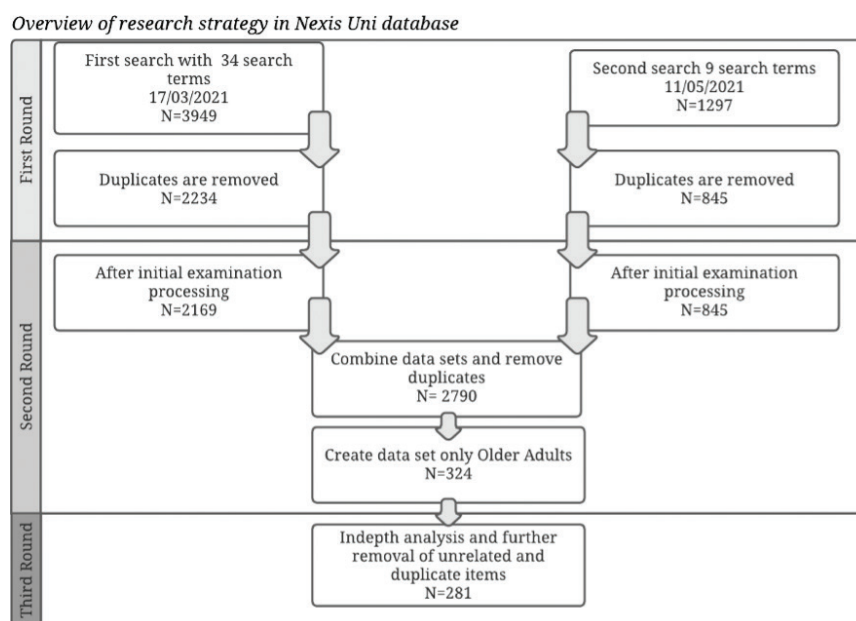 Overview of research strategy in Nexis Uni database
First Round
First search with 34 search
terms
17/03/2021
N=3949
Second search 9 search terms
11/05/2021
N=1297
Duplicates are removed
N=2234
Duplicates are removed
N=845
Second Round
After initial examination
processing
N=2169
After initial examination
processing
N=845
Combine data sets and remove
duplicates
N= 2790
Create data set only Older Adults
N=324
Third Round
Indepth analysis and further
removal of unrelated and
duplicate items
N=281